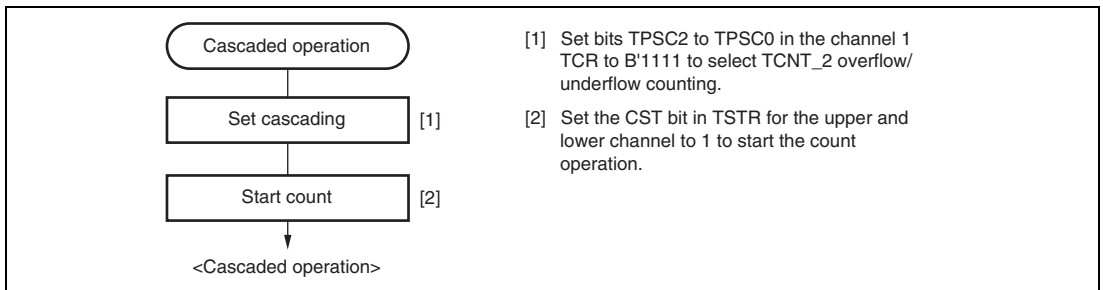 Cascaded operation
Set cascading
[1]
Start count
[2]
<Cascaded operation>
[1] Set bits TPSC2 to TPSC0 in the channel 1
TCR to B'1111 to select TCNT_2 overflow/
underflow counting.
[2] Set the CST bit in TSTR for the upper and
lower channel to 1 to start the count
operation.